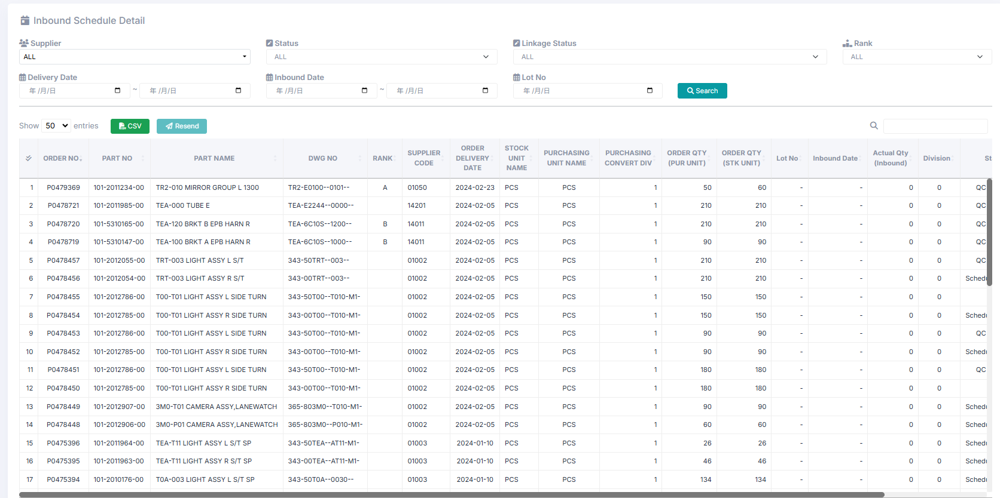 Inbound Schedule Detail
Supplier Status Linkage Status Rank
ALL ALL ALL ALL
Delivery Date Inbound Date Lot No
年 /月/日 ~ 年 /月/日 年 /月/日 ~ 年 /月/日 年 /月/日 Search
Show 50 entries CSV Resend
ORDER NO. PART NO PART NAME DWG NO RANK SUPPLIER CODE ORDER DELIVERY DATE STOCK UNIT NAME PURCHASING UNIT NAME PURCHASING CONVERT DIV ORDER QTY (PUR UNIT) ORDER QTY (STK UNIT) Lot No Inbound Date Actual Qty (Inbound) Division St
1 P0479369 101-2011234-00 TR2-010 MIRROR GROUP L 1300 TR2-E0100--0101-- A 01050 2024-02-23 PCS PCS 1 50 60 - - 0 0 QC
2 P0478721 101-2011985-00 TEA-000 TUBE E TEA-E2244--0000-- 14201 2024-02-05 PCS PCS 1 210 210 - - 0 0 QC
3 P0478720 101-5310165-00 TEA-120 BRKT B EPB HARN R TEA-6C10S--1200-- B 14011 2024-02-05 PCS PCS 1 210 210 - - 0 0 QC
4 P0478719 101-5310147-00 TEA-100 BRKT A EPB HARN R TEA-6C10S--1000-- B 14011 2024-02-05 PCS PCS 1 90 90 - - 0 0 QC
5 P0478457 101-2012055-00 TRT-003 LIGHT ASSY L S/T 343-50TRT--003-- 01002 2024-02-05 PCS PCS 1 210 210 - - 0 0 QC
6 P0478456 101-2012054-00 TRT-003 LIGHT ASSY R S/T 343-00TRT--003-- 01002 2024-02-05 PCS PCS 1 210 210 - - 0 0 Schedu
7 P0478455 101-2012786-00 T00-T01 LIGHT ASSY L SIDE TURN 343-50T00--T010-M1- 01002 2024-02-05 PCS PCS 1 150 150 - - 0 0
8 P0478454 101-2012785-00 T00-T01 LIGHT ASSY R SIDE TURN 343-00T00--T010-M1- 01002 2024-02-05 PCS PCS 1 150 150 - - 0 0 Schedu
9 P0478453 101-2012786-00 T00-T01 LIGHT ASSY L SIDE TURN 343-50T00--T010-M1- 01002 2024-02-05 PCS PCS 1 90 90 - - 0 0 QC
10 P0478452 101-2012785-00 T00-T01 LIGHT ASSY R SIDE TURN 343-00T00--T010-M1- 01002 2024-02-05 PCS PCS 1 90 90 - - 0 0 Schedu
11 P0478451 101-2012786-00 T00-T01 LIGHT ASSY L SIDE TURN 343-50T00--T010-M1- 01002 2024-02-05 PCS PCS 1 180 180 - - 0 0 QC
12 P0478450 101-2012785-00 T00-T01 LIGHT ASSY R SIDE TURN 343-00T00--T010-M1- 01002 2024-02-05 PCS PCS 1 180 180 - - 0 0
13 P0478449 101-2012907-00 3M0-T01 CAMERA ASSY,LANEWATCH 365-803M0--T010-M1- 01002 2024-02-05 PCS PCS 1 90 90 - - 0 0 Schedu
14 P0478448 101-2012906-00 3M0-P01 CAMERA ASSY,LANEWATCH 365-803M0--P010-M1- 01002 2024-02-05 PCS PCS 1 60 60 - - 0 0 Schedu
15 P0475396 101-2011964-00 TEA-T11 LIGHT ASSY L S/T SP 343-50TEA--AT11-M1- 01003 2024-01-10 PCS PCS 1 26 26 - - 0 0 Schedu
16 P0475395 101-2011963-00 TEA-T11 LIGHT ASSY R S/T SP 343-00TEA--AT11-M1- 01003 2024-01-10 PCS PCS 1 46 46 - - 0 0 Schedu
17 P0475394 101-2010176-00 T0A-003 LIGHT ASSY L S/T SP 343-50T0A--0030-- 01003 2024-01-10 PCS PCS 1 134 134 - - 0 0 Schedu